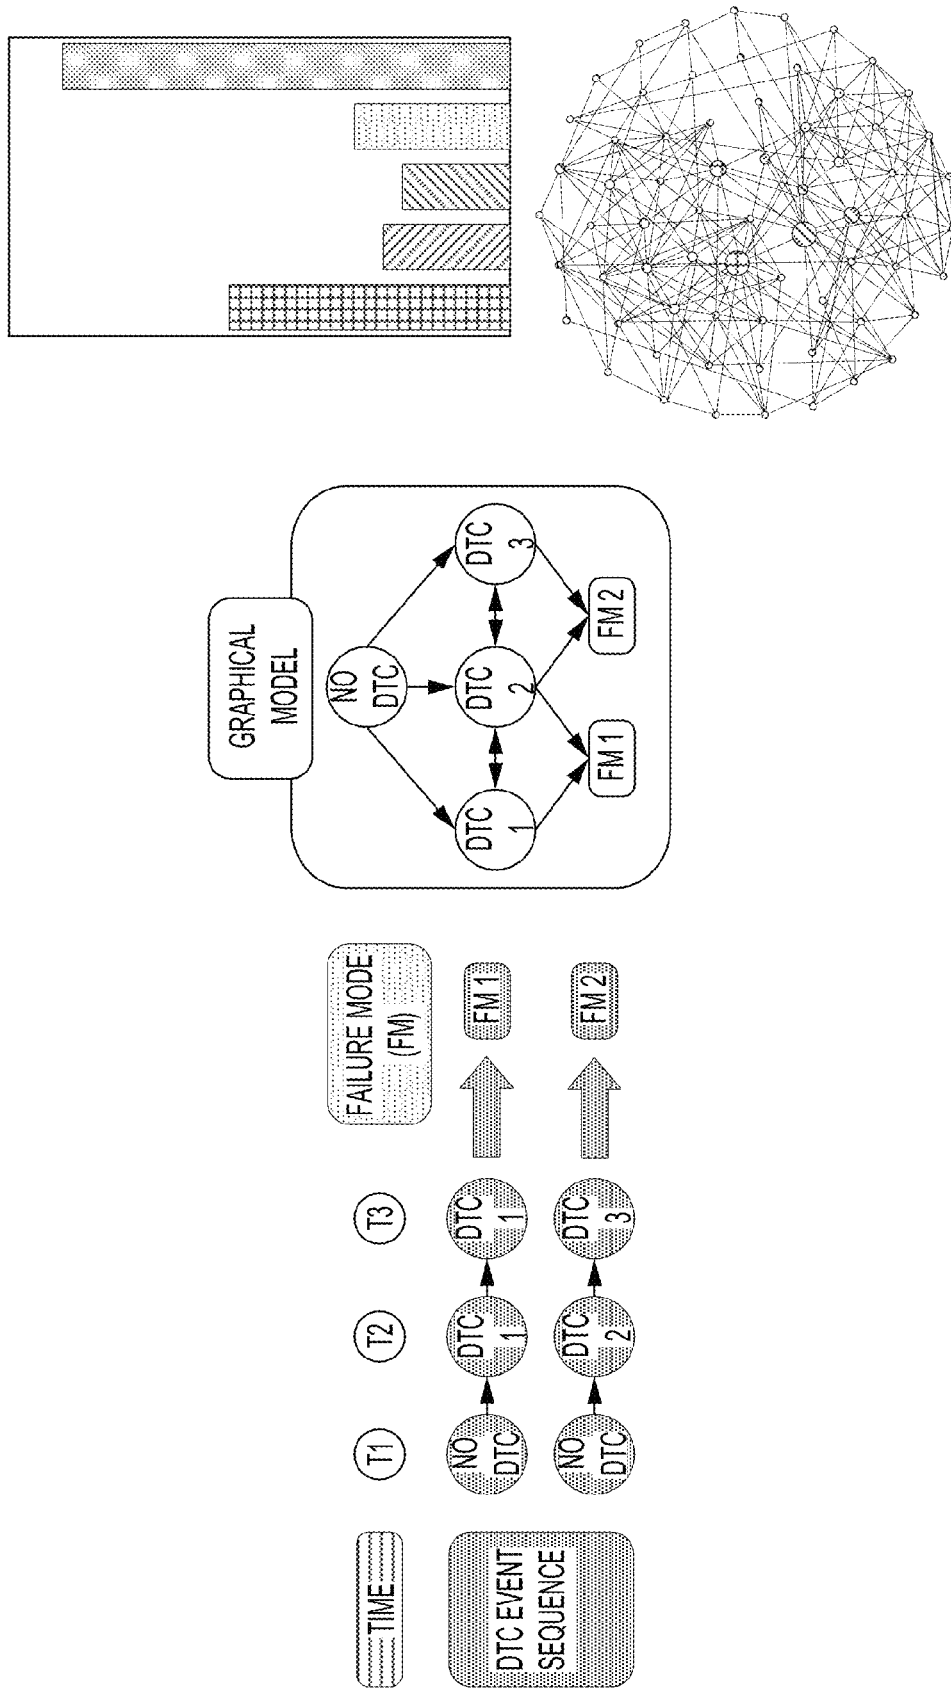 TIME
T1
T2
T3
FAILURE MODE
(FM)
DTC EVENT
SEQUENCE
NO
DTC
DTC
1
DTC
1
FM 1
NO
DTC
DTC
2
DTC
3
FM 2
GRAPHICAL
MODEL
NO
DTC
DTC
1
DTC
2
DTC
3
FM 1
FM 2